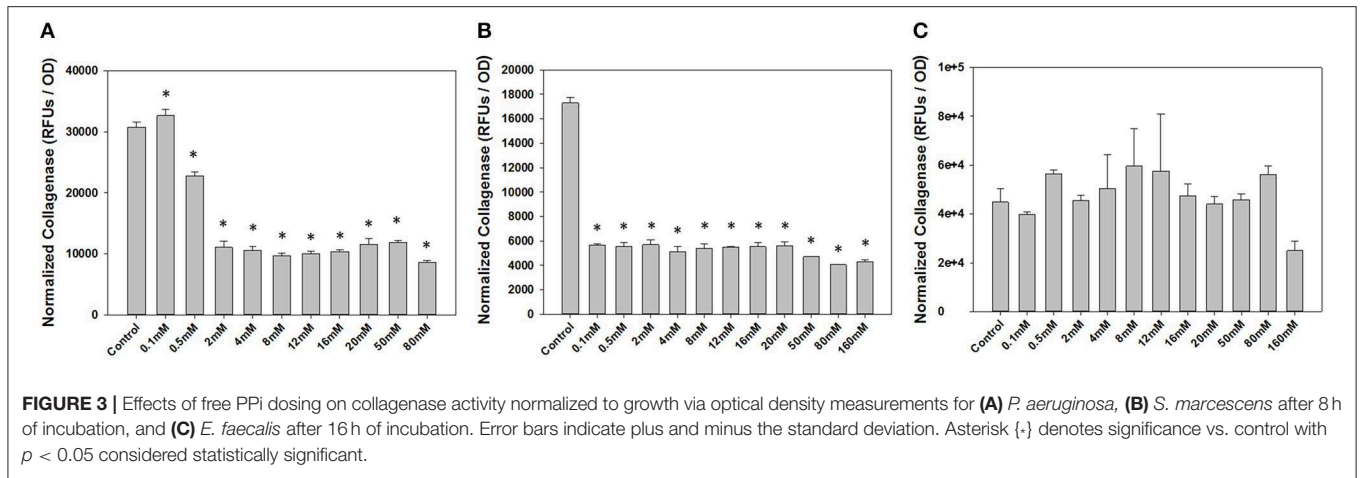 A
Normalized Collagenase (RFUs / OD)
40000
30000
20000
10000
0
* * * * * * * * * *
Control 0.1mM 0.5mM 2mM 4mM 8mM 12mM 16mM 20mM 50mM 80mM
B
Normalized Collagenase (RFUs / OD)
20000
18000
16000
14000
12000
10000
8000
6000
4000
2000
0
* * * * * * * * * * *
Control 0.1mM 0.5mM 2mM 4mM 8mM 12mM 16mM 20mM 50mM 80mM 160mM
C
Normalized Collagenase (RFUs / OD)
1e+5
8e+4
6e+4
4e+4
2e+4
0
Control 0.1mM 0.5mM 2mM 4mM 8mM 12mM 16mM 20mM 50mM 80mM 160mM
FIGURE 3 | Effects of free PPi dosing on collagenase activity normalized to growth via optical density measurements for (A) P. aeruginosa, (B) S. marcescens after 8 h
of incubation, and (C) E. faecalis after 16 h of incubation. Error bars indicate plus and minus the standard deviation. Asterisk {*} denotes significance vs. control with
p < 0.05 considered statistically significant.